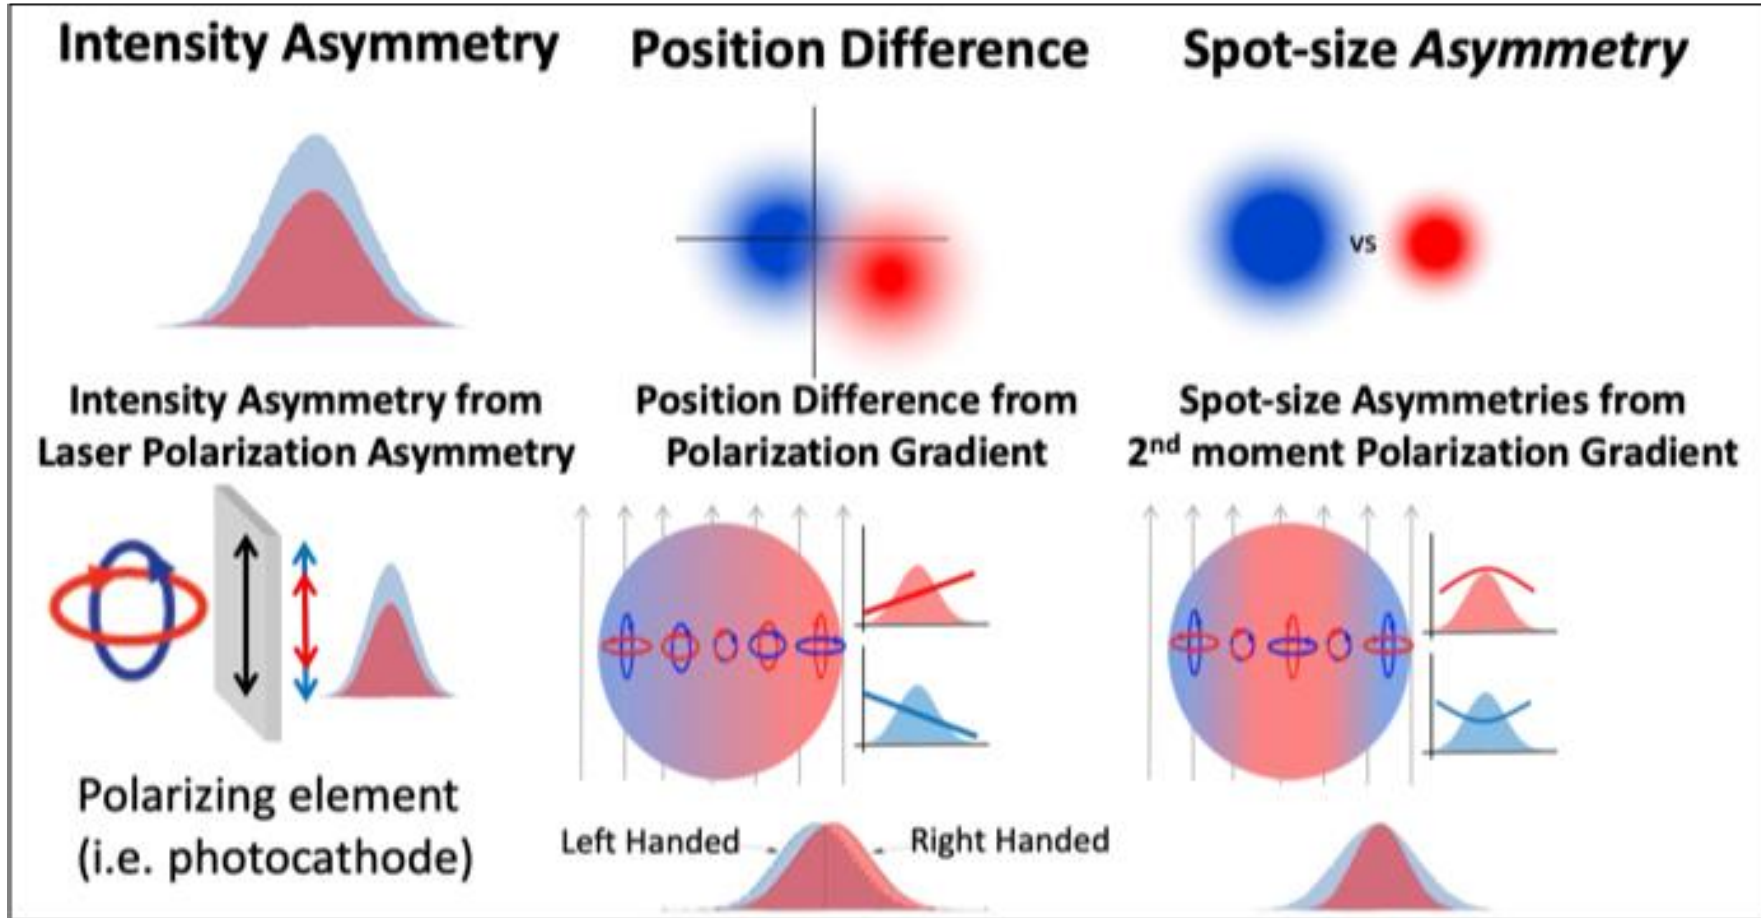 Intensity Asymmetry
Position Difference
Spot-size Asymmetry
vs
Intensity Asymmetry from
Laser Polarization Asymmetry
Position Difference from
Polarization Gradient
Spot-size Asymmetries from
2nd moment Polarization Gradient
Polarizing element
(i.e. photocathode)
Left Handed
Right Handed